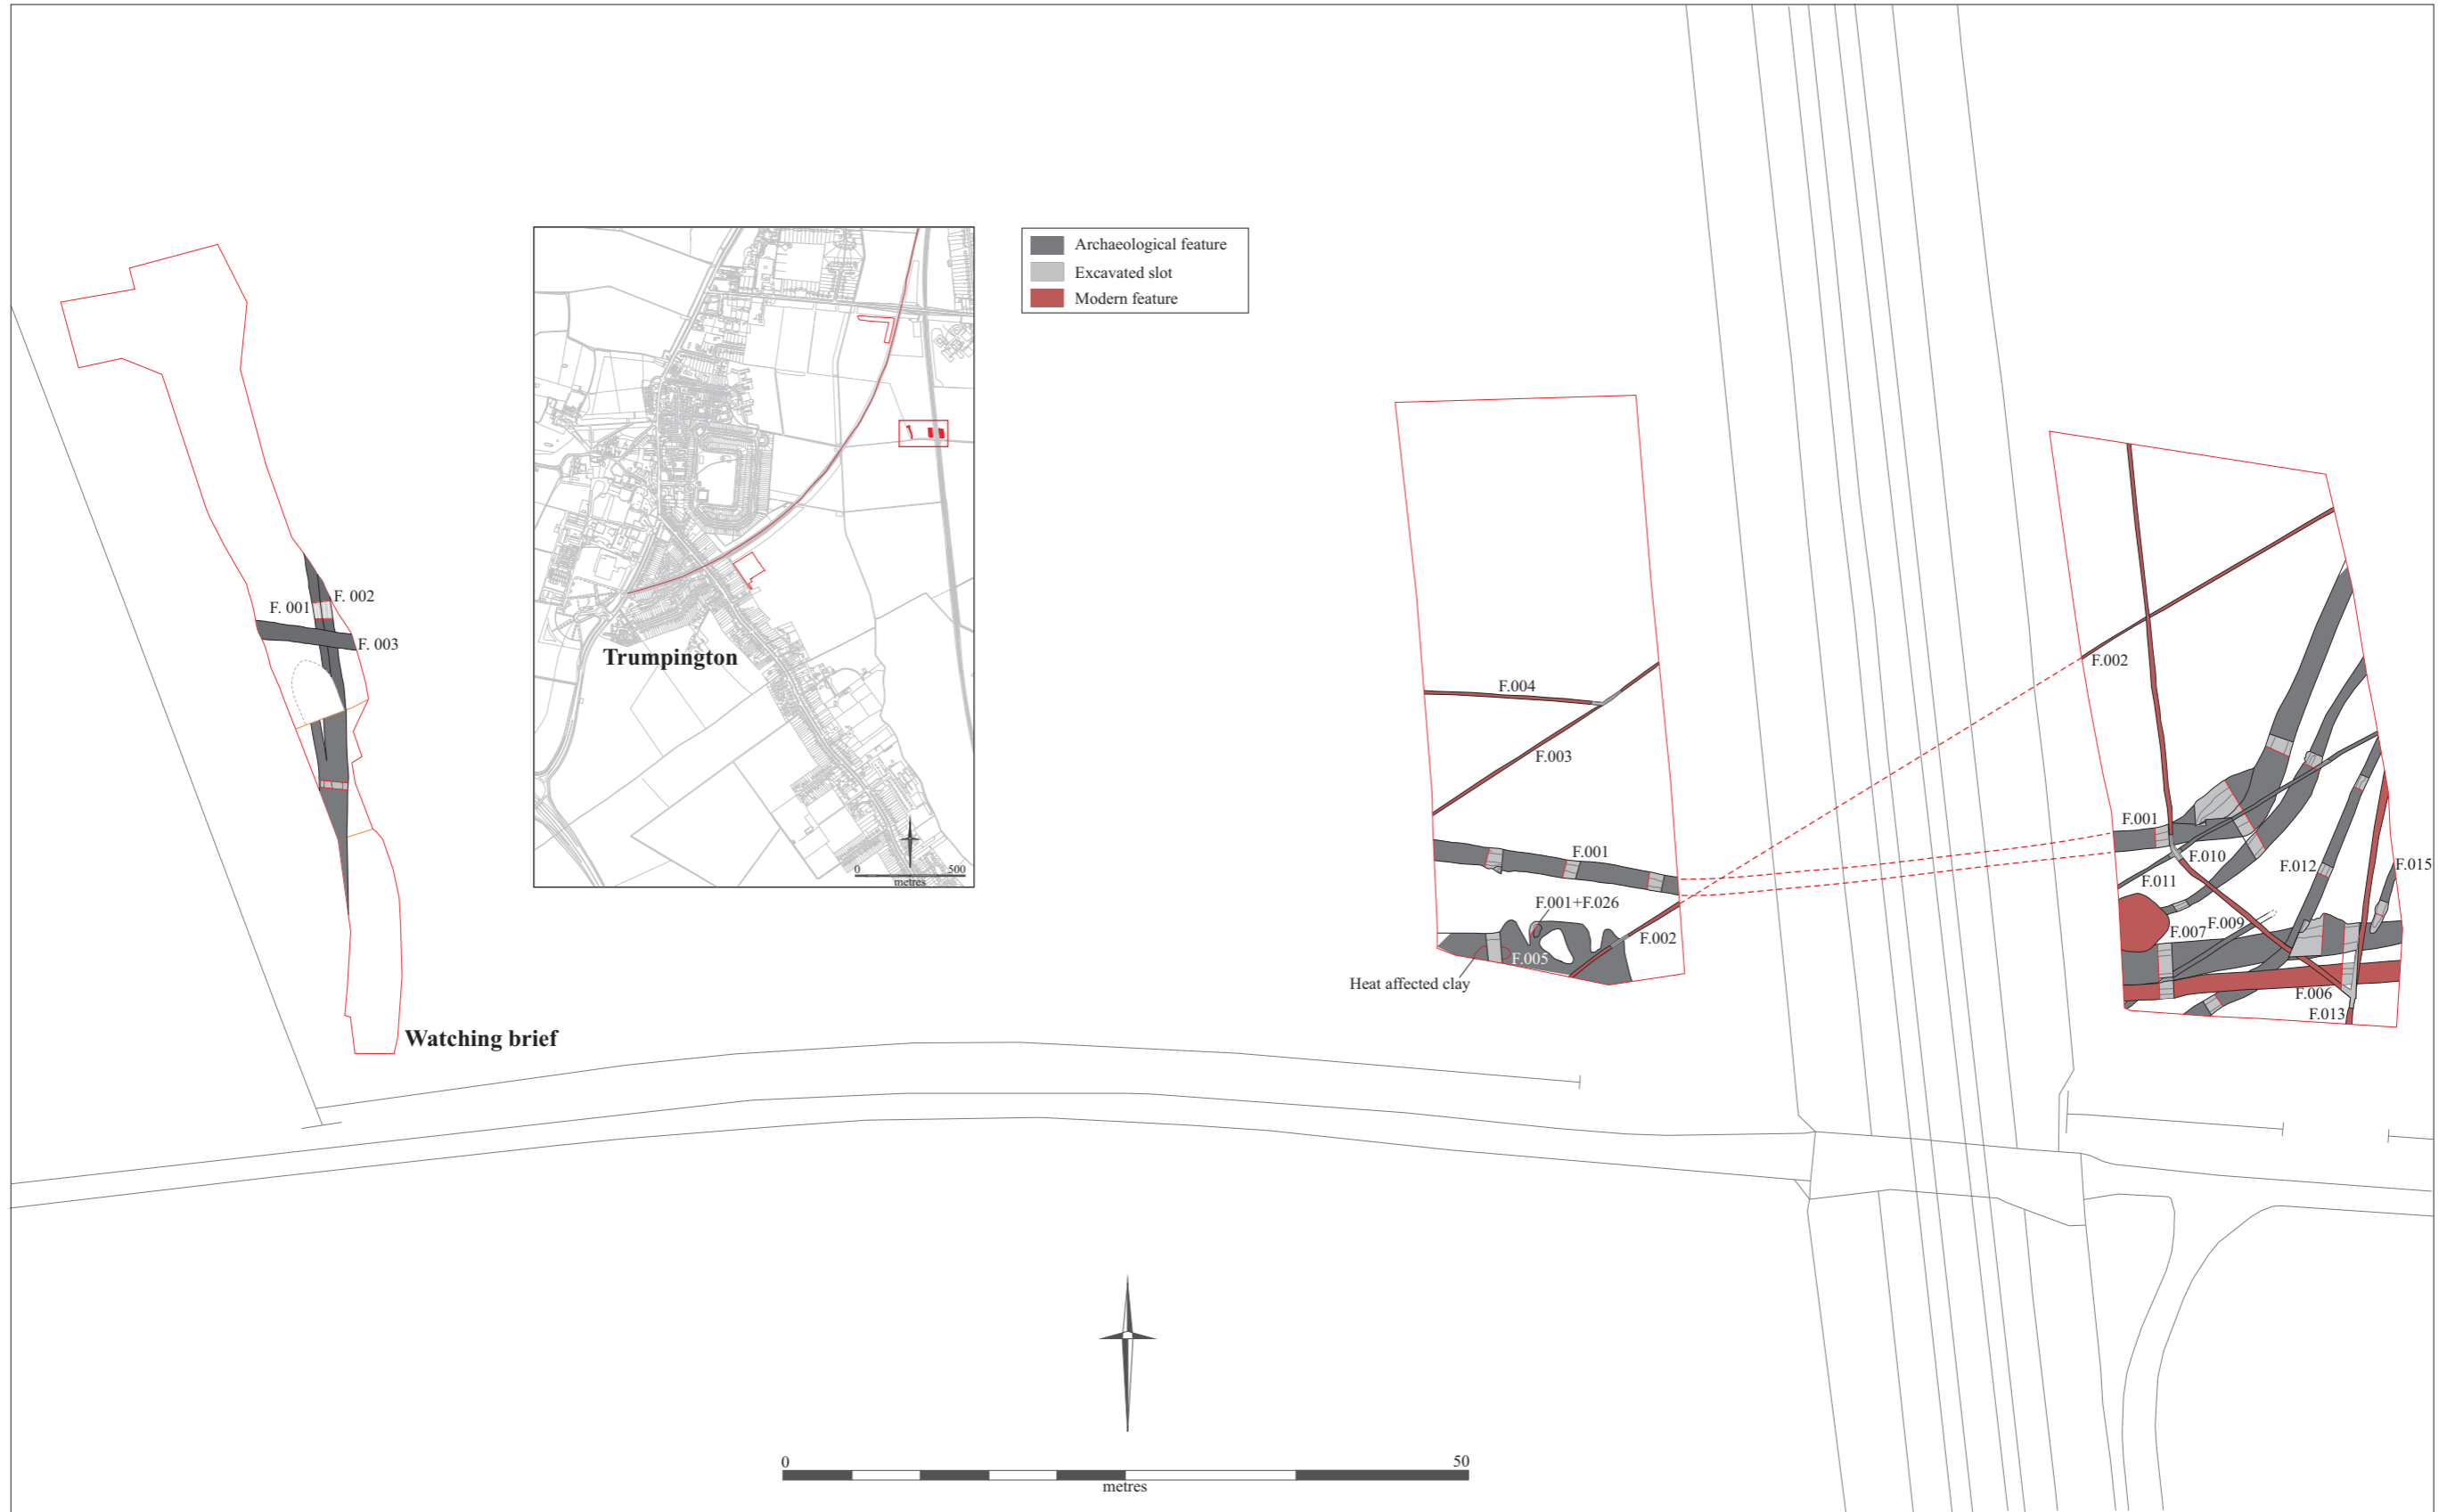 Archaeological feature
Excavated slot
Modern feature
Trumpington
0 500
metres
F. 001
F. 002
F. 003
Watching brief
F.004
F.003
F.001
F.001+F.026
F.002
F.005
Heat affected clay
F.002
F.001
F.010
F.011
F.012
F.015
F.007
F.009
F.006
F.013
0 50
metres